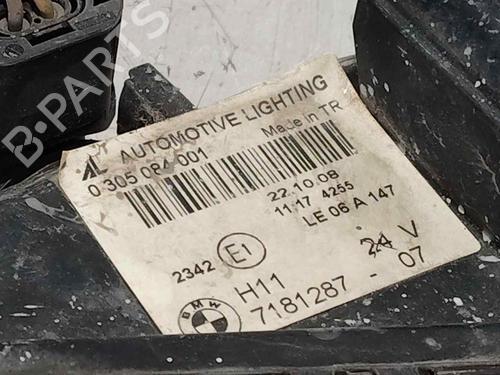 B-PARTS
AL AUTOMOTIVE LIGHTING
0 305 084 001
Made in TR
22.10.08
11:17 4255
LE 06 A 147
2342 E1
H11 24 V
BMW 7181287 - 07